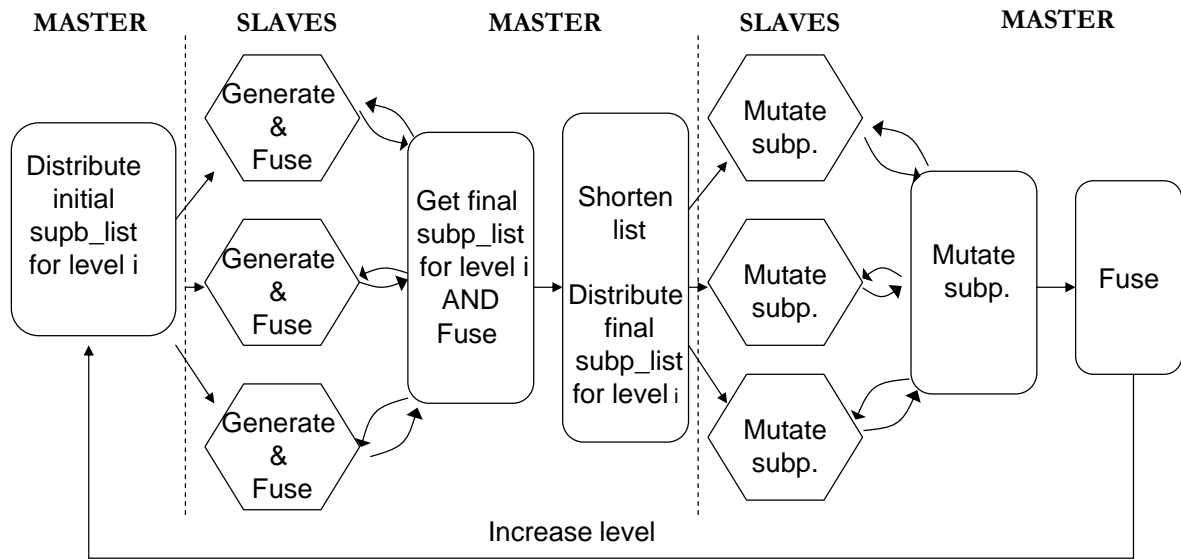 MASTER
SLAVES
MASTER
SLAVES
MASTER
Distribute
initial
supb_list
for level i
Generate
&
Fuse
Generate
&
Fuse
Generate
&
Fuse
Get final
subp_list
for level i
AND
Fuse
Shorten
list
Distribute
final
subp_list
for level i
Mutate
subp.
Mutate
subp.
Mutate
subp.
Mutate
subp.
Fuse
Increase level